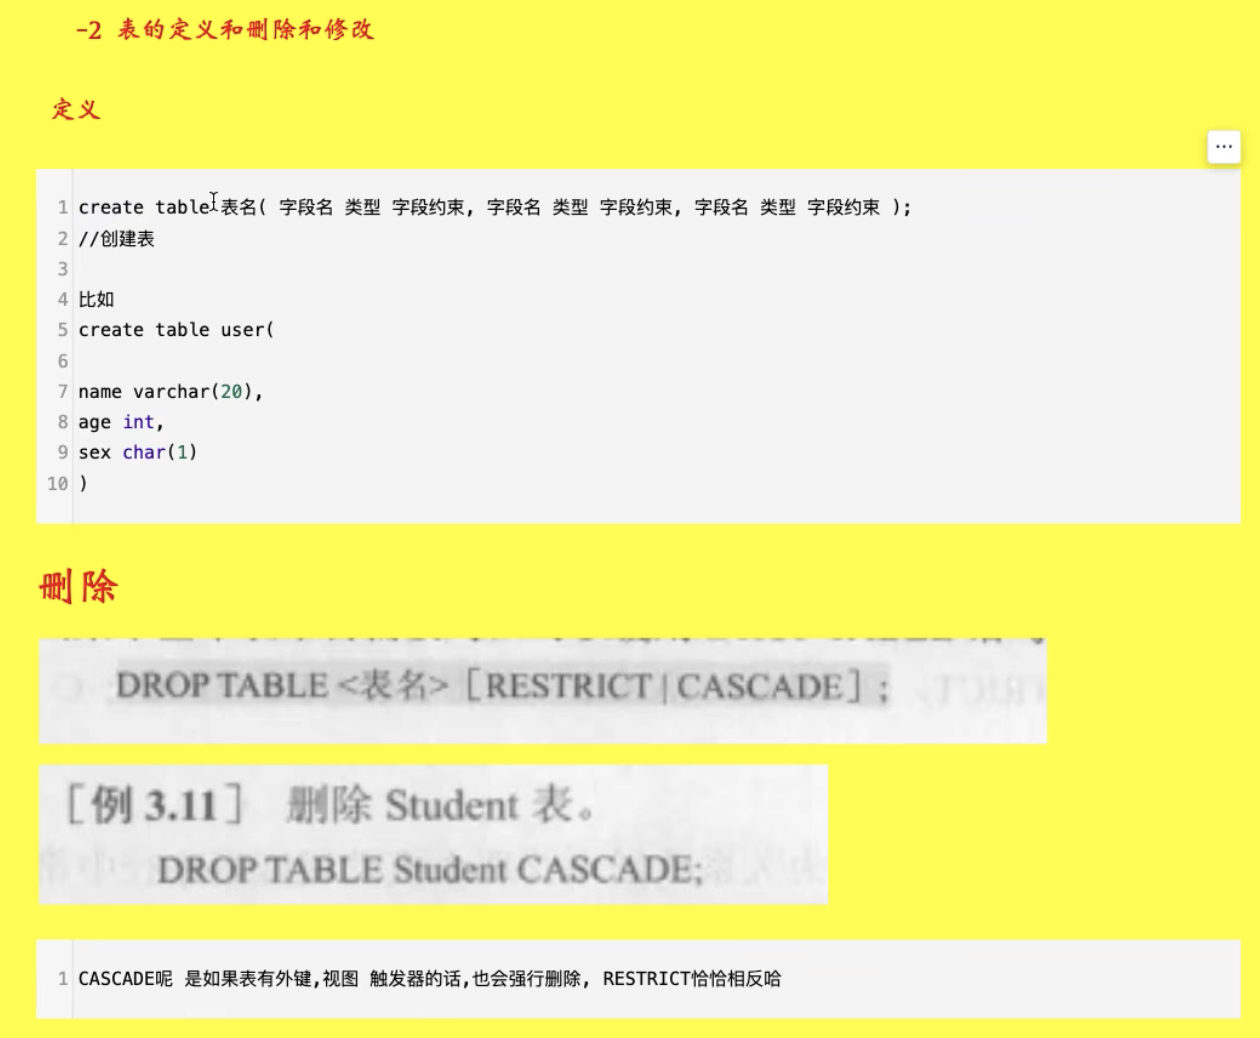 -2 表的定义和删除和修改
定义
1 create table 表名( 字段名 类型 字段约束, 字段名 类型 字段约束, 字段名 类型 字段约束 );
2 //创建表
3
4 比如
5 create table user(
6
7 name varchar(20),
8 age int,
9 sex char(1)
10 )
删除
DROP TABLE <表名> [RESTRICT | CASCADE] ;
[例 3.11] 删除 Student 表。
DROP TABLE Student CASCADE;
1 CASCADE呢 是如果表有外键,视图 触发器的话,也会强行删除, RESTRICT恰恰相反哈